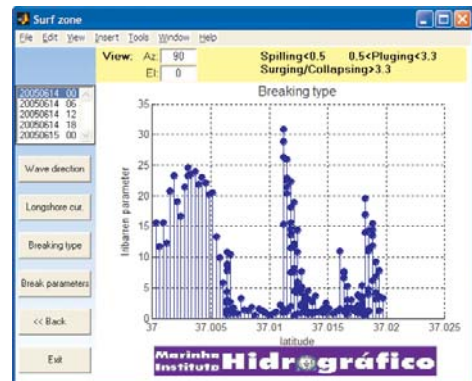 Surf zone
File Edit View Insert Tools Window Help
View: Az: 90
El: 0
Spilling<0.5 0.5<Pluging<3.3
Surging/Collapsing>3.3
20050614 00
20050614 06
20050614 12
20050614 18
20050615 00
Wave direction
Longshore cur.
Breaking type
Break parameters
<< Back
Exit
Breaking type
Iribarren parameter
35
30
25
20
15
10
5
0
37 37.005 37.01 37.015 37.02 37.025
latitude
Marinha
Instituto Hidrográfico